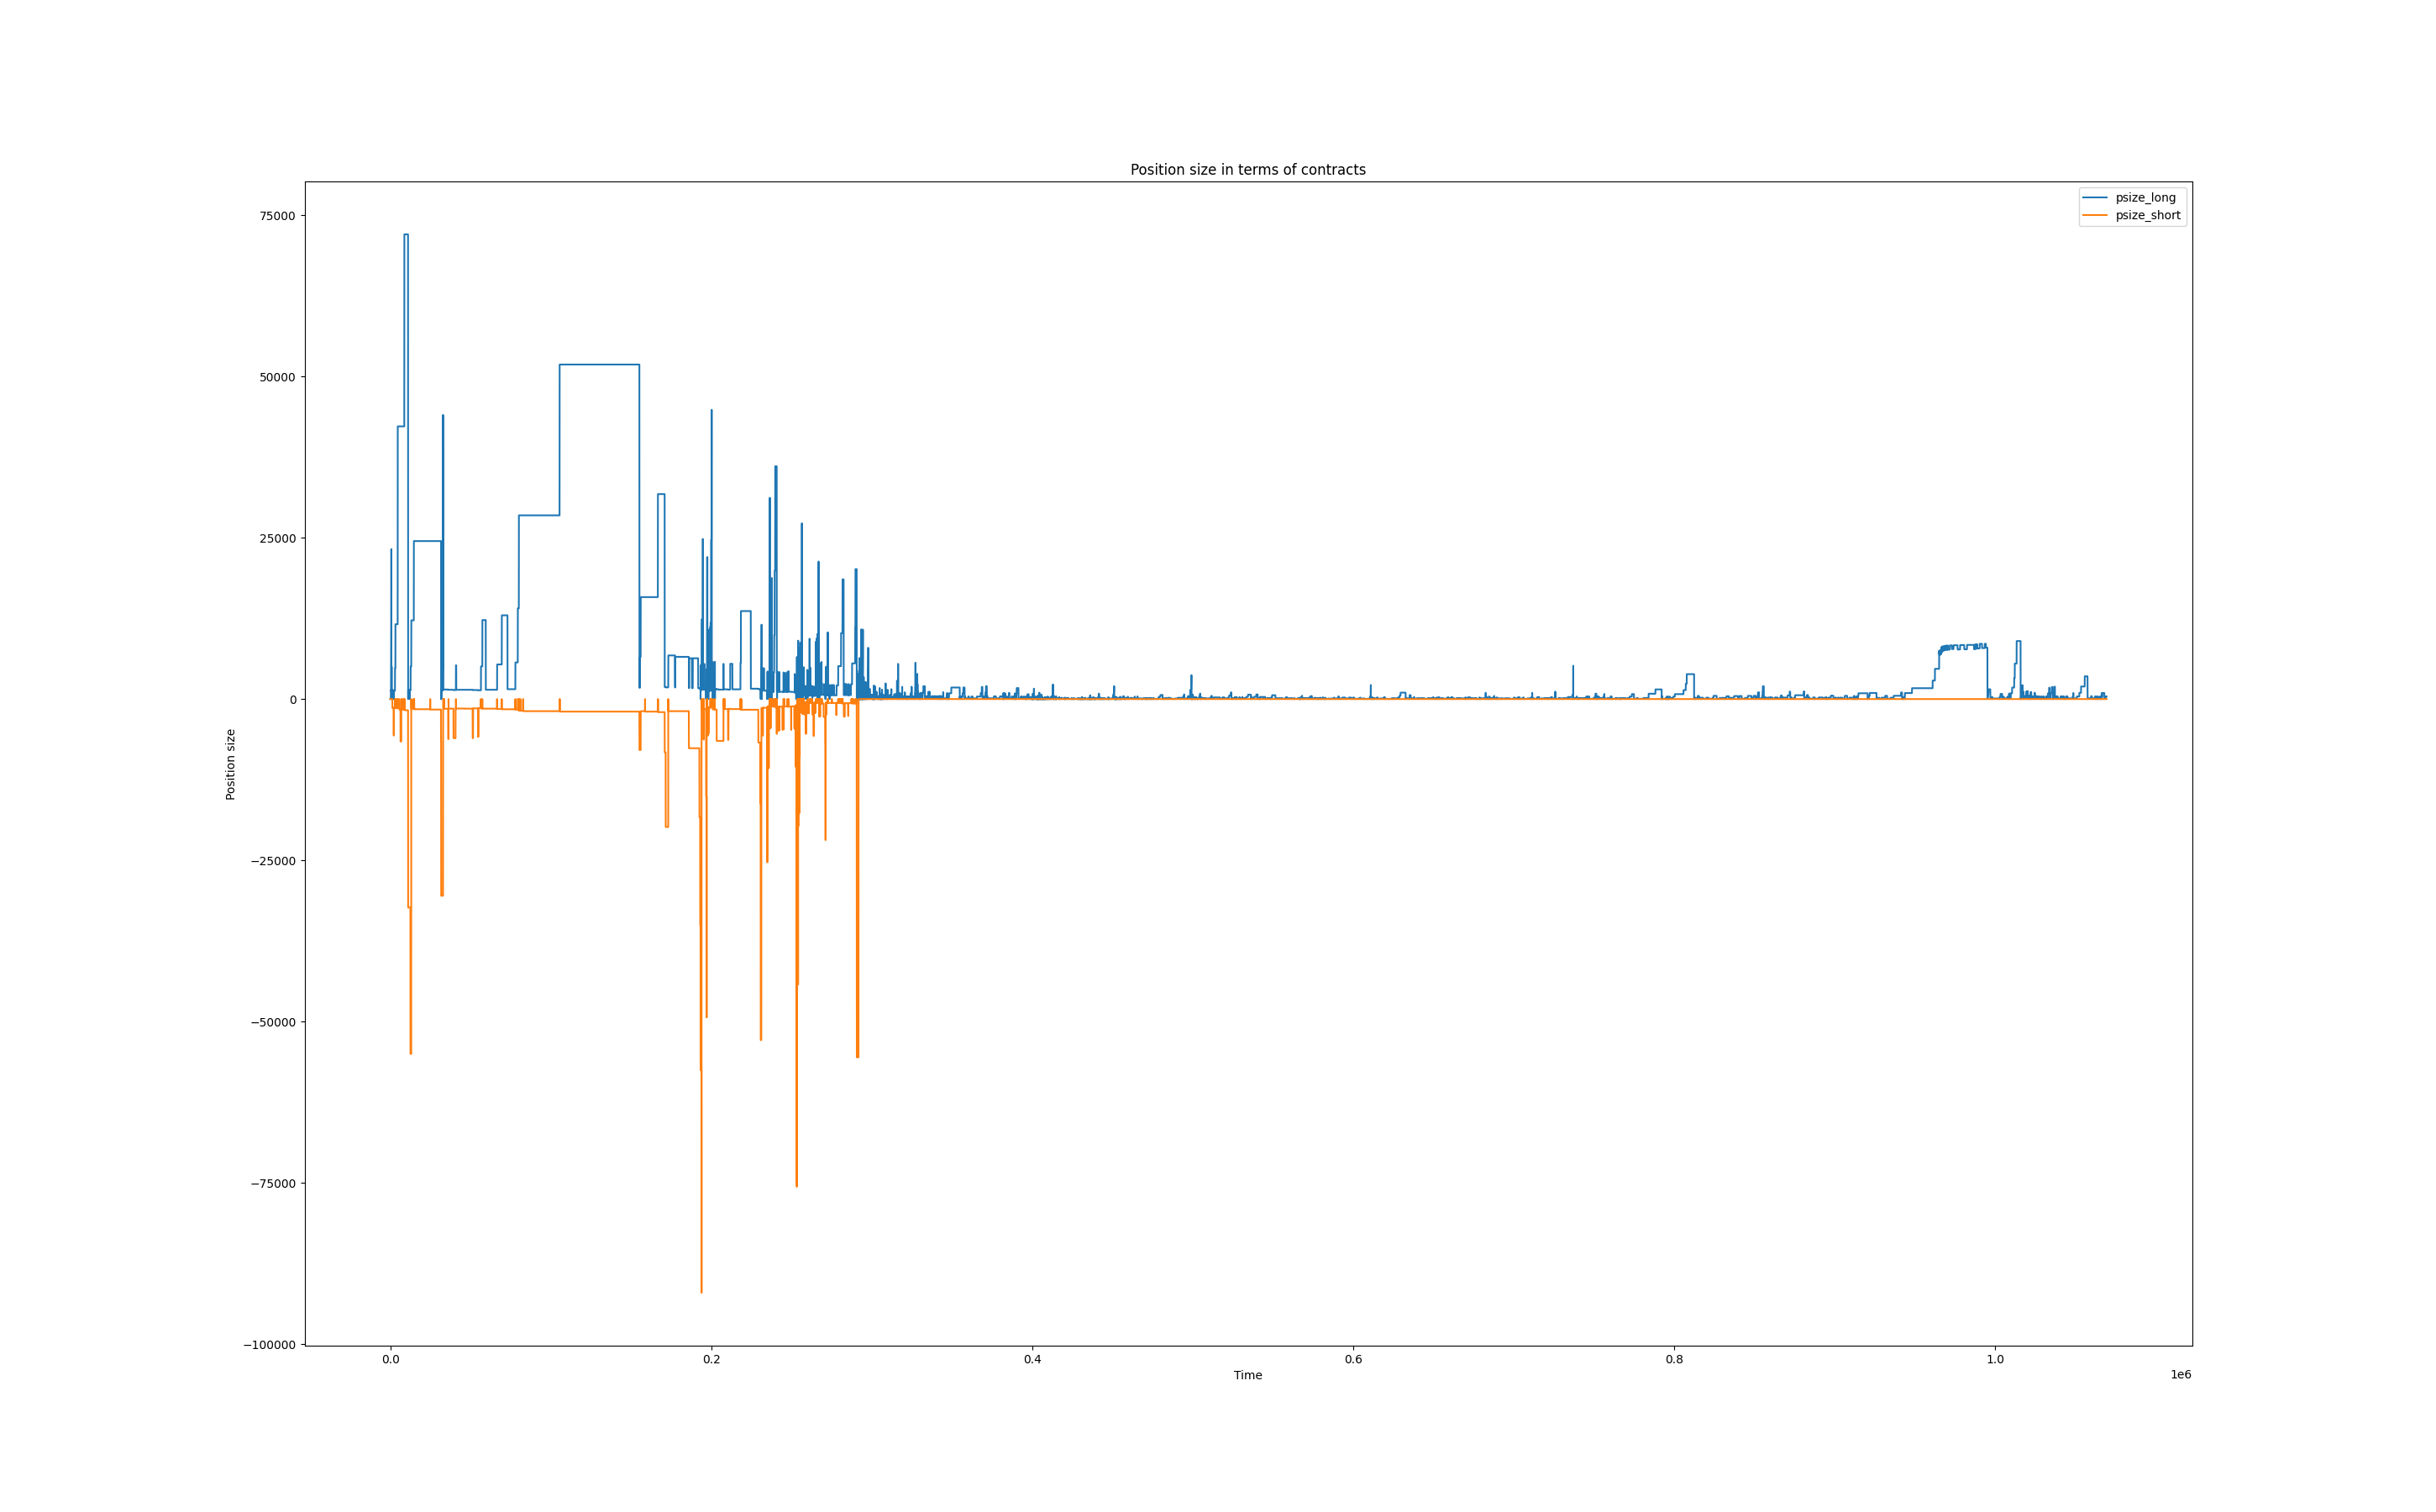 Position size in terms of contracts
psize_long
psize_short
75000
50000
25000
0
−25000
−50000
−75000
−100000
Position size
0.0 0.2 0.4 0.6 0.8 1.0
Time
1e6